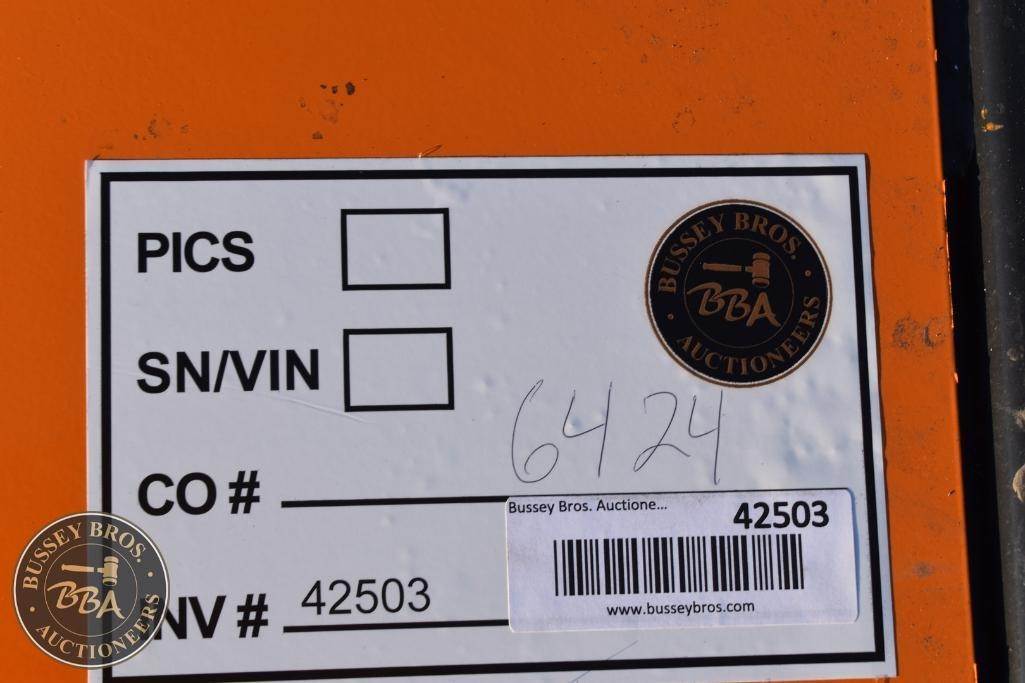 PICS
BUSSEY BROS.
BBA
AUCTIONEERS
SN/VIN
6424
CO #
Bussey Bros. Auctione...
42503
www.busseybros.com
INV # 42503
BUSSEY BROS.
BBA
AUCTIONEERS